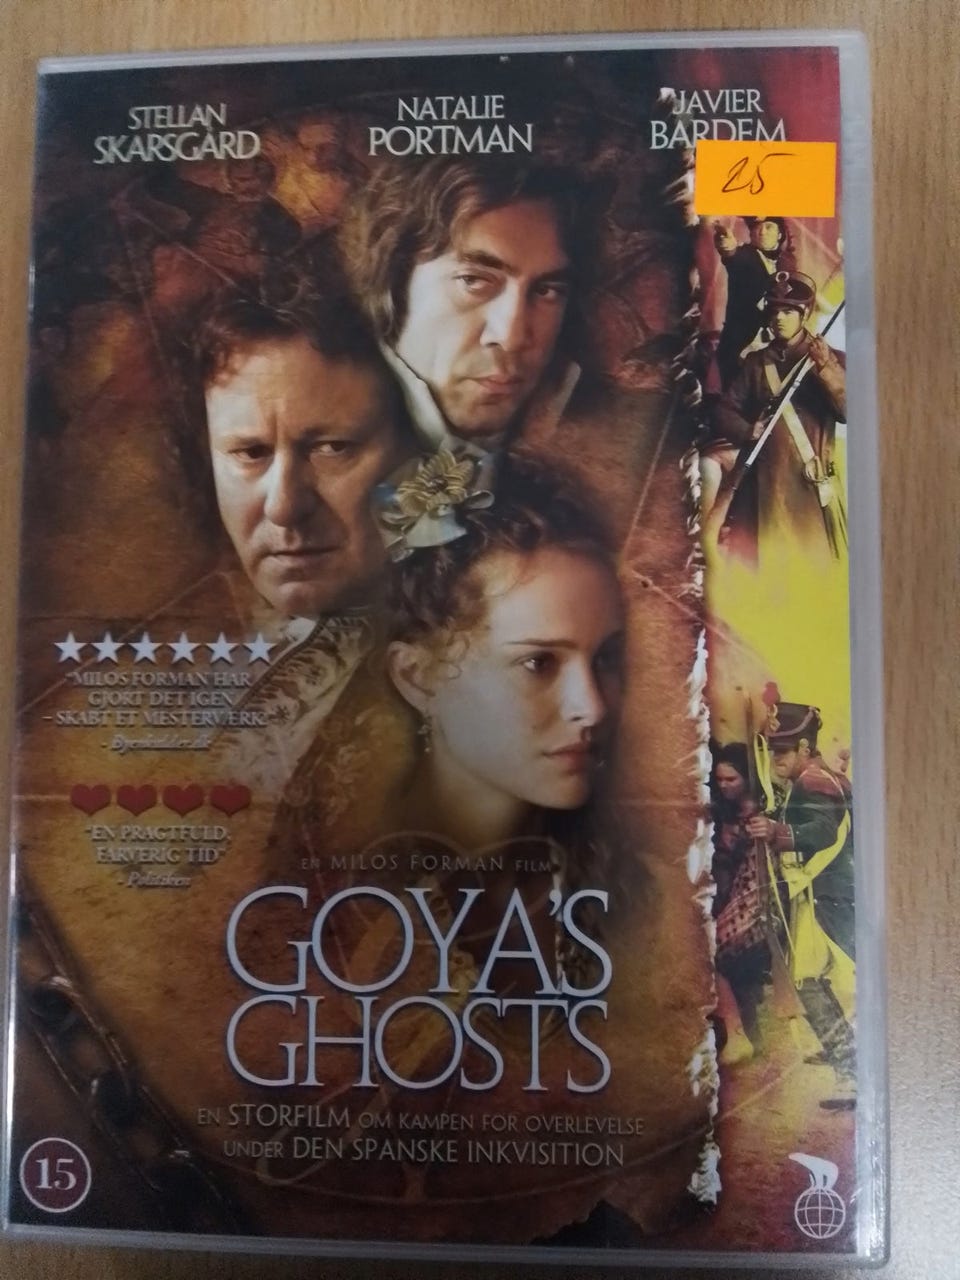 STELLAN
SKARSGÅRD
NATALIE
PORTMAN
JAVIER
BARDEM
25
"MILOS FORMAN HAR
GJORT DET IGEN
- SKABT ET MESTERVÆRK!"
"EN PRAGTFULD,
FARVERIG TID"
- Politiken
EN MILOS FORMAN FILM
GOYA'S
GHOSTS
EN STORFILM OM KAMPEN FOR OVERLEVELSE
UNDER DEN SPANSKE INKVISITION
15